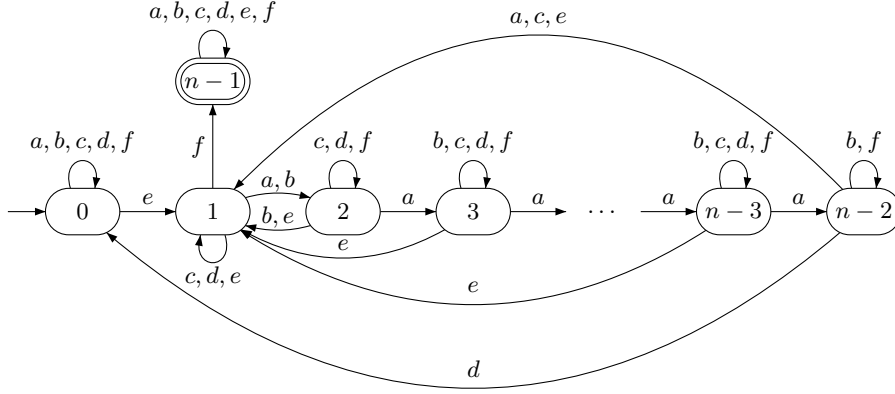 a, b, c, d, e, f
a, c, e
n − 1
a, b, c, d, f
f
c, d, f
b, c, d, f
b, c, d, f
b, f
a, b
0
e
1
2
a
3
a
⋯
a
n − 3
a
n − 2
b, e
e
c, d, e
e
d